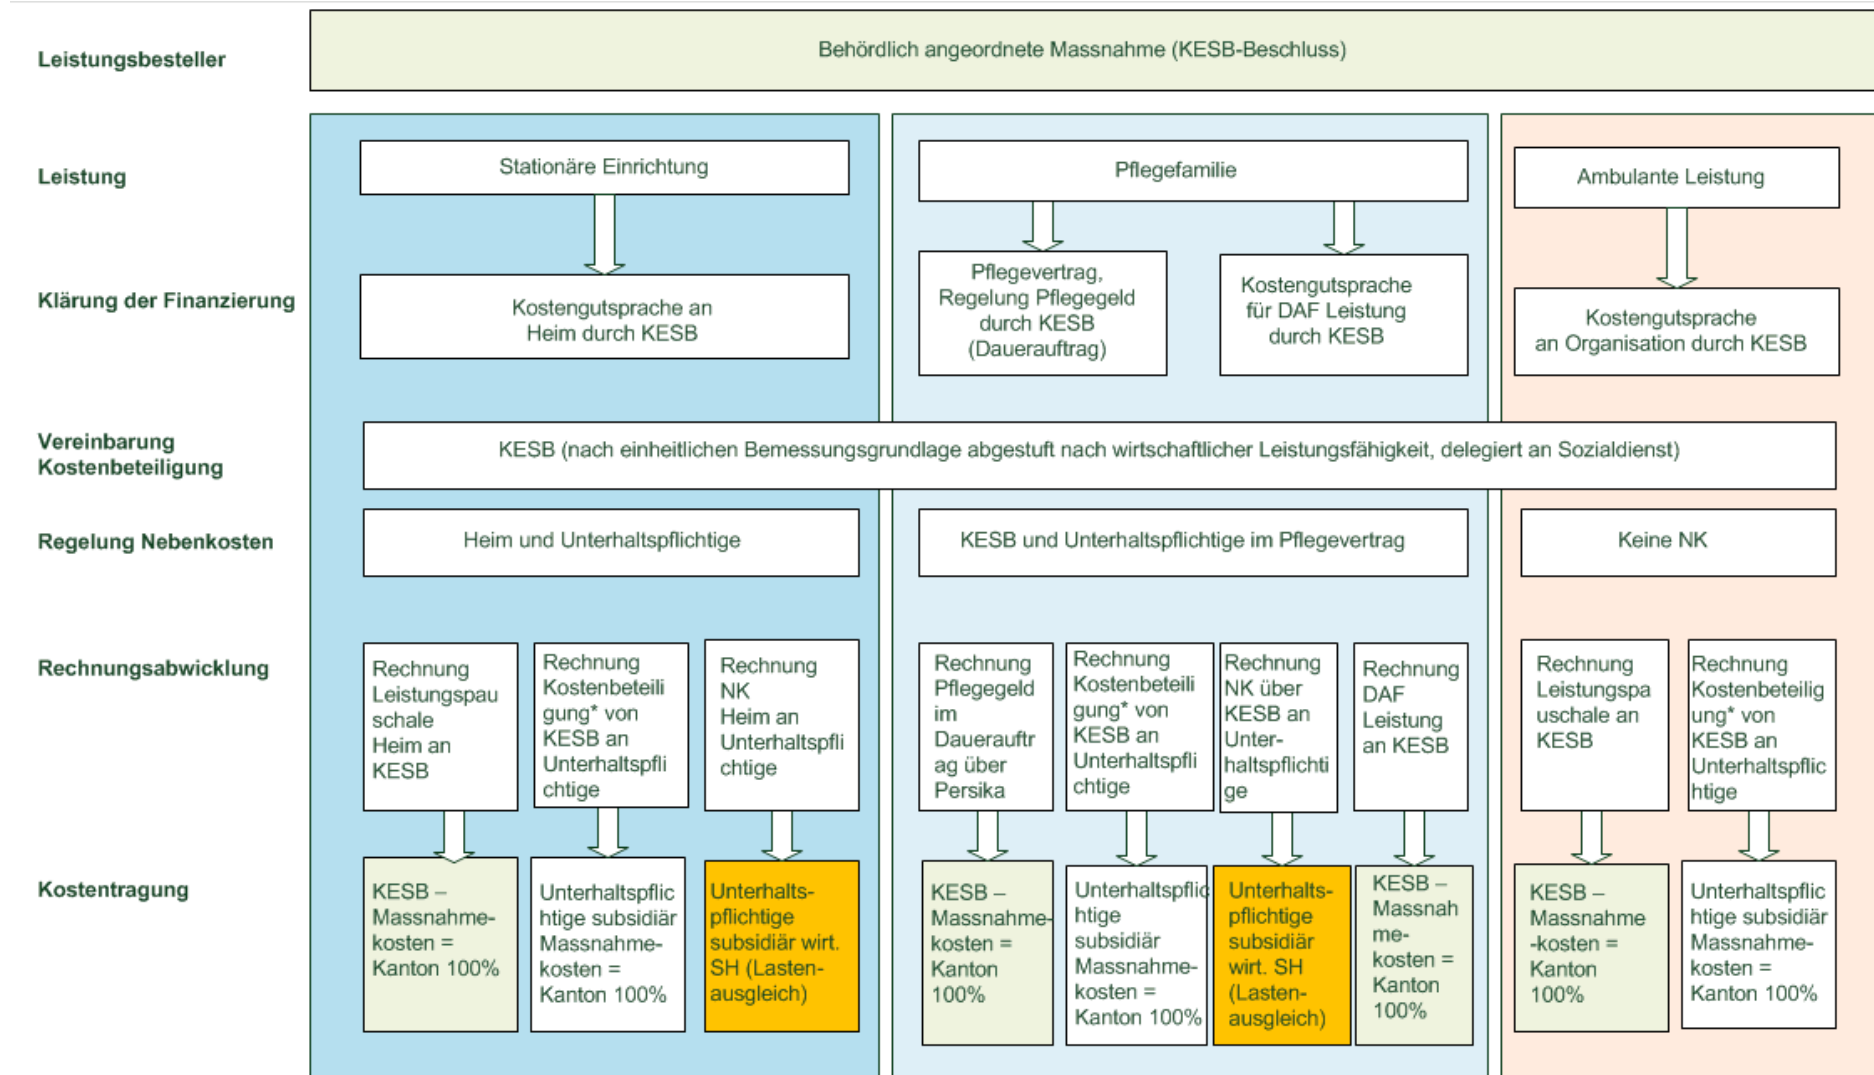 Leistungsbesteller
Behördlich angeordnete Massnahme (KESB-Beschluss)
Leistung
Stationäre Einrichtung
Pflegefamilie
Ambulante Leistung
Klärung der Finanzierung
Kostengutsprache an
Heim durch KESB
Pflegevertrag,
Regelung Pflegegeld
durch KESB
(Dauerauftrag)
Kostengutsprache
für DAF Leistung
durch KESB
Kostengutsprache
an Organisation durch KESB
Vereinbarung
Kostenbeteiligung
KESB (nach einheitlichen Bemessungsgrundlage abgestuft nach wirtschaftlicher Leistungsfähigkeit, delegiert an Sozialdienst)
Regelung Nebenkosten
Heim und Unterhaltspflichtige
KESB und Unterhaltspflichtige im Pflegevertrag
Keine NK
Rechnungsabwicklung
Rechnung
Leistungspau
schale
Heim an
KESB
Rechnung
Kostenbeteili
gung* von
KESB an
Unterhaltspfli
chtige
Rechnung
NK
Heim an
Unterhaltspfli
chtige
Rechnung
Pflegegeld
im
Dauerauftr
ag über
Persika
Rechnung
Kostenbeteili
gung* von
KESB an
Unterhaltspfli
chtige
Rechnung
NK über
KESB an
Unter-
haltspflichti
ge
Rechnung
DAF
Leistung
an KESB
Rechnung
Leistungspa
uschale an
KESB
Rechnung
Kostenbeteilig
ung* von
KESB an
Unterhaltspflic
htige
Kostentragung
KESB –
Massnahme-
kosten =
Kanton 100%
Unterhaltspflic
htige subsidiär
Massnahme-
kosten =
Kanton 100%
Unterhalts-
pflichtige
subsidiär wirt.
SH (Lasten-
ausgleich)
KESB –
Massnahme-
kosten =
Kanton
100%
Unterhaltspflic
htige
subsidiär
Massnahme-
kosten =
Kanton 100%
Unterhalts-
pflichtige
subsidiär
wirt. SH
(Lasten-
ausgleich)
KESB –
Massnah
me-
kosten =
Kanton
100%
KESB –
Massnahme
-kosten =
Kanton
100%
Unterhaltspflic
htige subsidiär
Massnahme-
kosten =
Kanton 100%